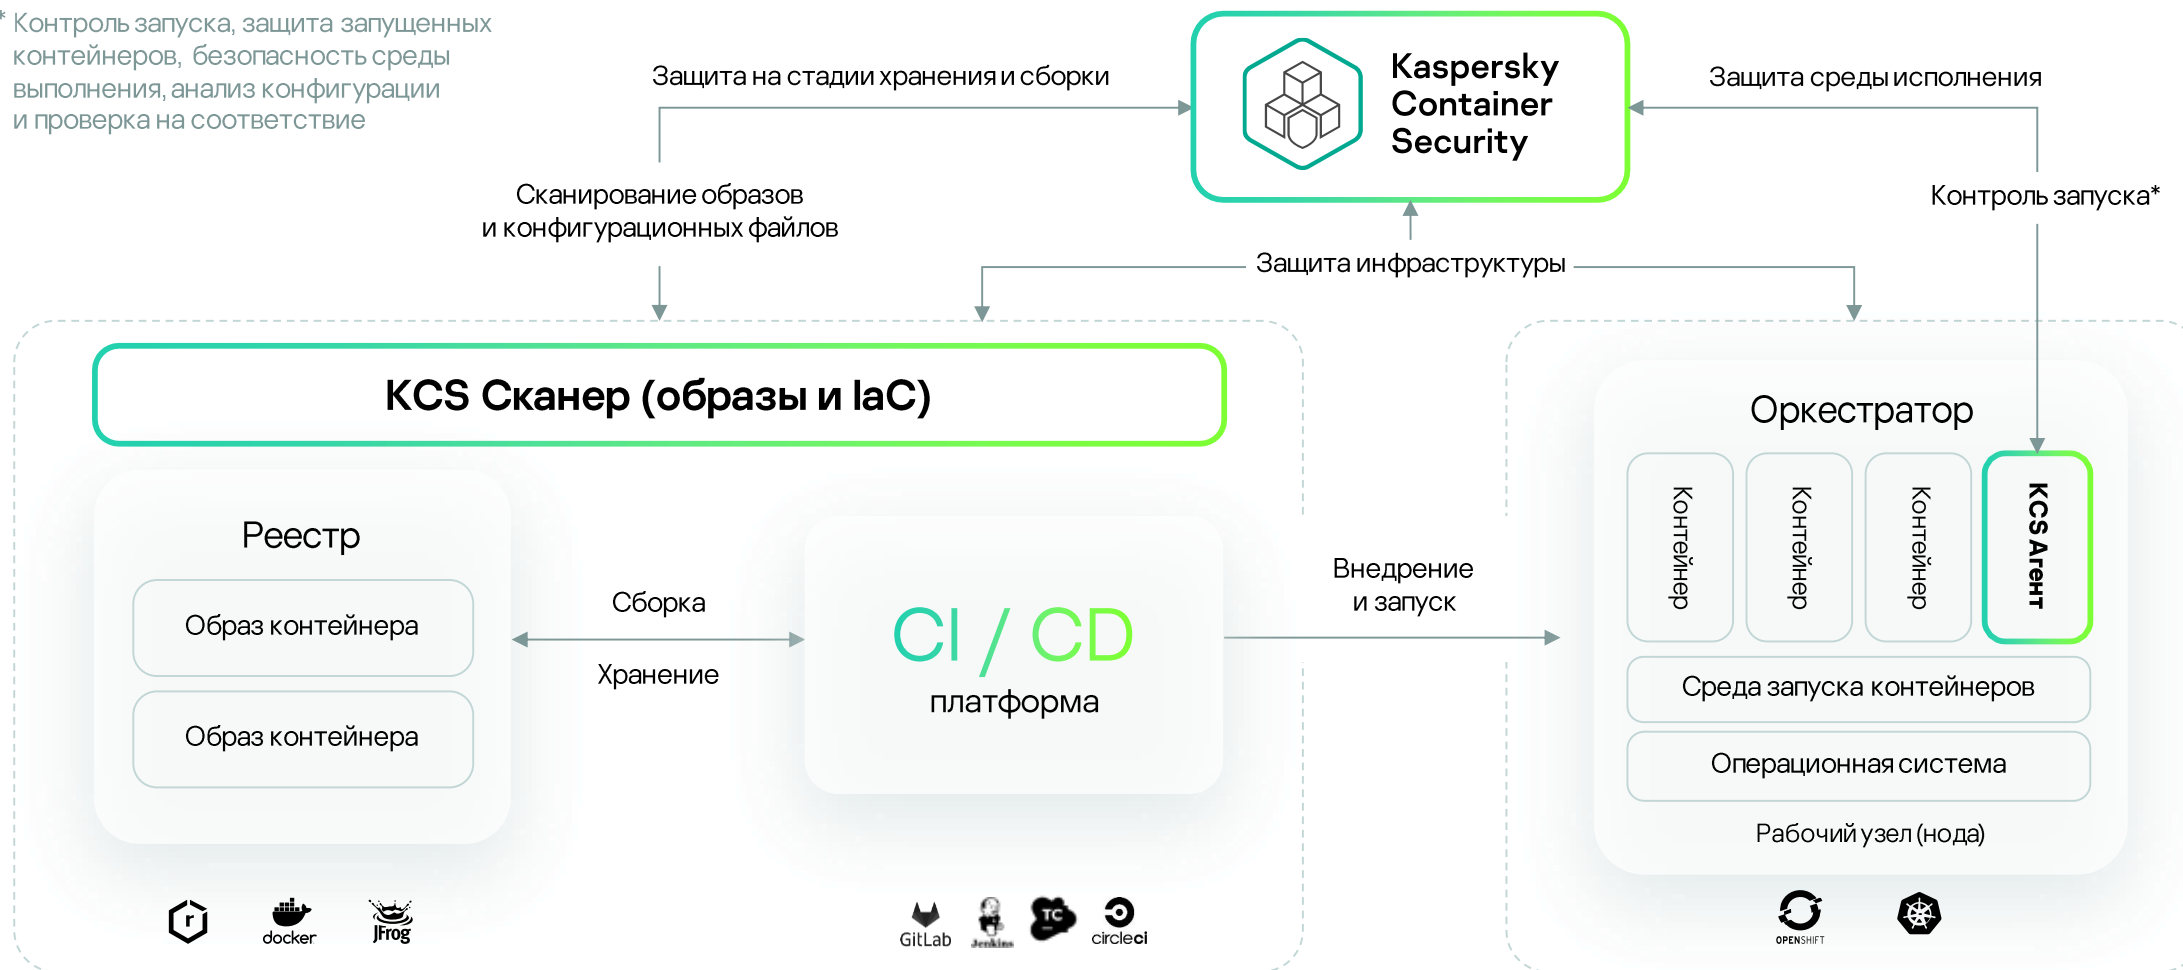 * Контроль запуска, защита запущенных
контейнеров, безопасность среды
выполнения, анализ конфигурации
и проверка на соответствие
Защита на стадии хранения и сборки
Kaspersky
Container
Security
Защита среды исполнения
Сканирование образов
и конфигурационных файлов
Контроль запуска*
Защита инфраструктуры
KCS Сканер (образы и IaC)
Реестр
Образ контейнера
Образ контейнера
Сборка
Хранение
CI / CD
платформа
Внедрение
и запуск
Оркестратор
Контейнер
Контейнер
Контейнер
KCS Агент
Среда запуска контейнеров
Операционная система
Рабочий узел (нода)
r
docker
JFrog
GitLab
Jenkins
TC
circleci
OPENSHIFT